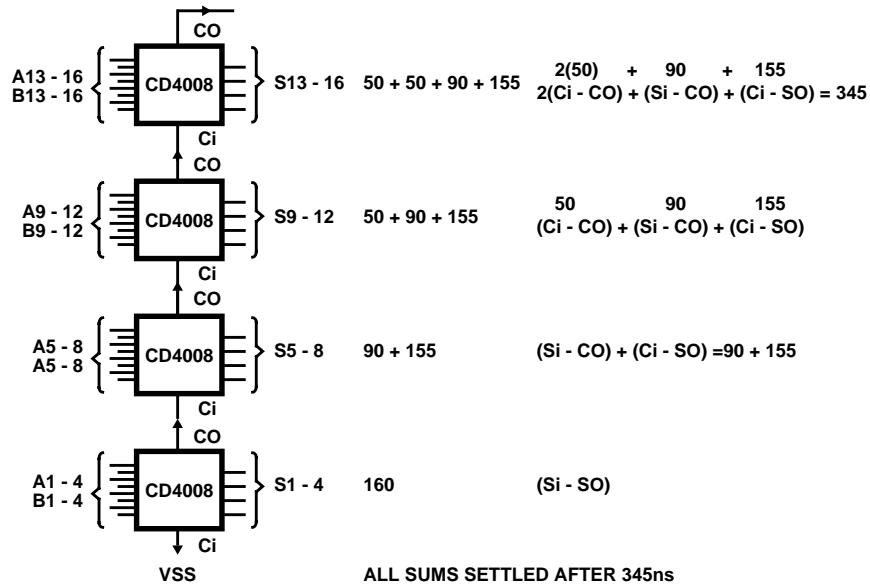 CO
A13 - 16
B13 - 16
CD4008
S13 - 16
50 + 50 + 90 + 155
2(50) + 90 + 155
2(Ci - CO) + (Si - CO) + (Ci - SO) = 345
Ci
CO
A9 - 12
B9 - 12
CD4008
S9 - 12
50 + 90 + 155
50 90 155
(Ci - CO) + (Si - CO) + (Ci - SO)
Ci
CO
A5 - 8
A5 - 8
CD4008
S5 - 8
90 + 155
(Si - CO) + (Ci - SO) =90 + 155
Ci
CO
A1 - 4
B1 - 4
CD4008
S1 - 4
160
(Si - SO)
Ci
VSS
ALL SUMS SETTLED AFTER 345ns